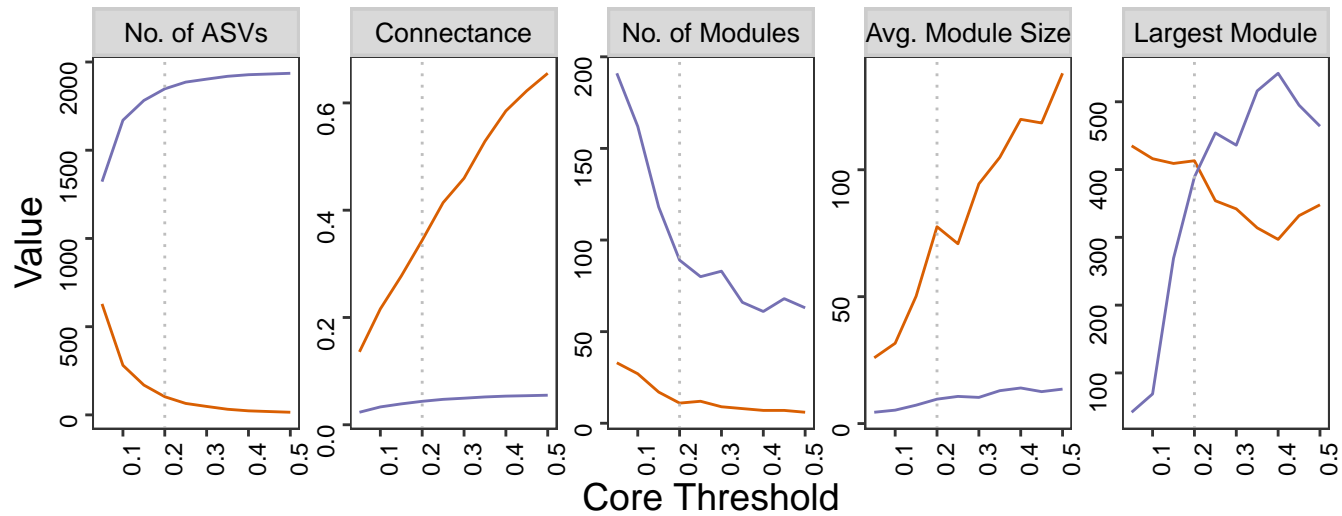 No. of ASVs
Connectance
No. of Modules
Avg. Module Size
Largest Module
Value
2000
1500
1000
500
0
0.6
0.4
0.2
0.0
200
150
100
50
0
100
50
0
500
400
300
200
100
0.1 0.2 0.3 0.4 0.5
0.1 0.2 0.3 0.4 0.5
0.1 0.2 0.3 0.4 0.5
0.1 0.2 0.3 0.4 0.5
0.1 0.2 0.3 0.4 0.5
Core Threshold